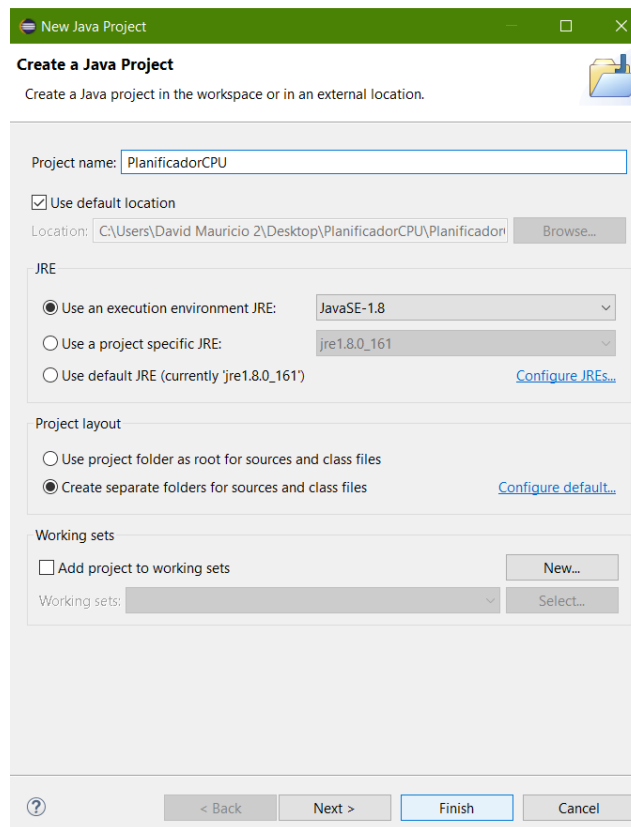 New Java Project
Create a Java Project
Create a Java project in the workspace or in an external location.
Project name: PlanificadorCPU
Use default location
Location: C:\Users\David Mauricio 2\Desktop\PlanificadorCPU\Planificador Browse...
JRE
Use an execution environment JRE: JavaSE-1.8
Use a project specific JRE: jre1.8.0_161
Use default JRE (currently 'jre1.8.0_161') Configure JREs...
Project layout
Use project folder as root for sources and class files
Create separate folders for sources and class files Configure default...
Working sets
Add project to working sets New...
Working sets: Select...
? < Back Next > Finish Cancel